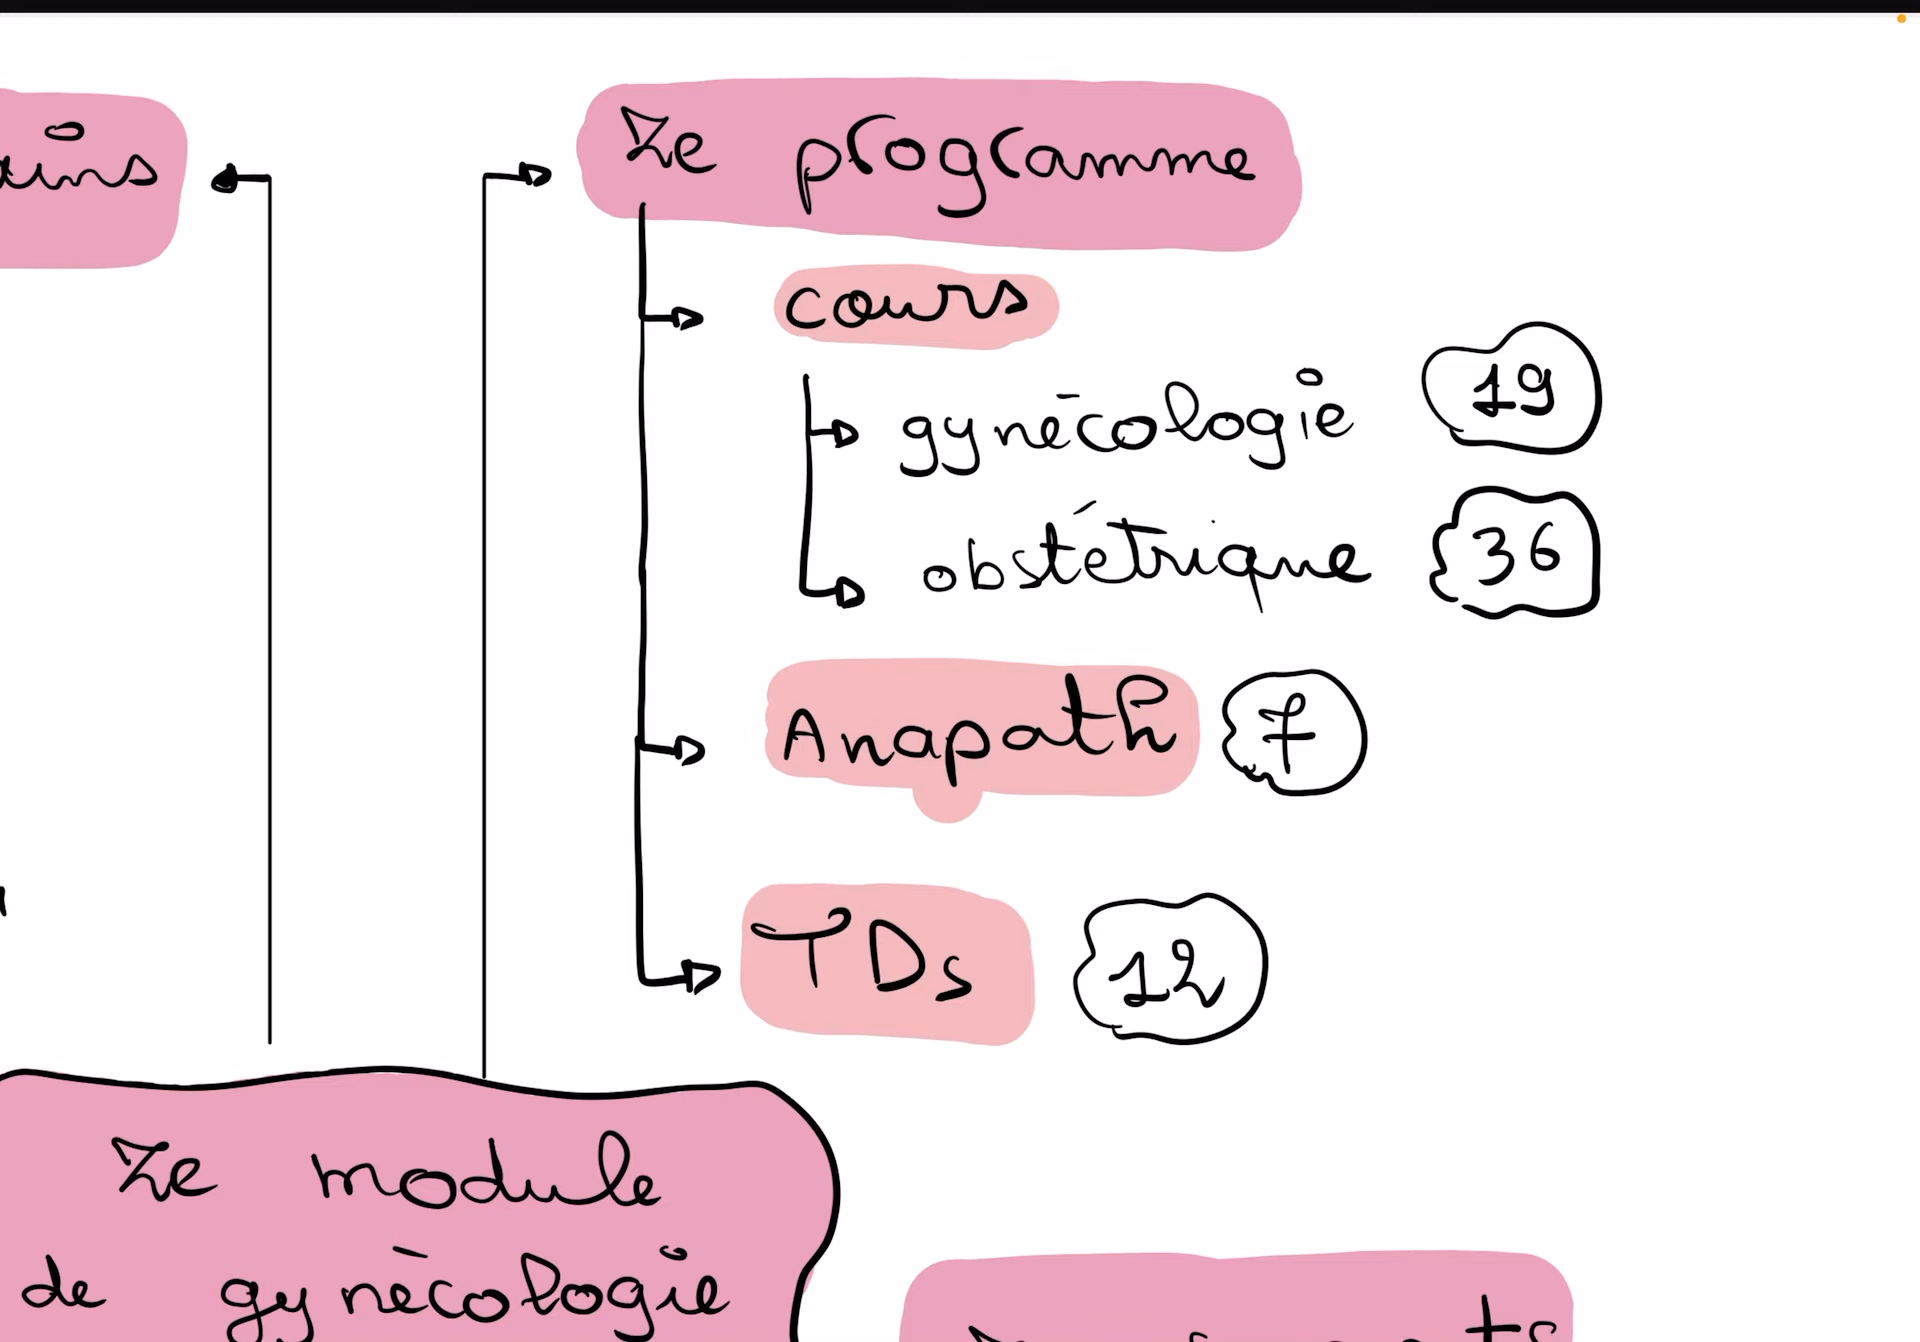 Le programme
cours
gynécologie 19
obstétrique 36
Anapath 7
TDs 12
Le module
de gynécologie